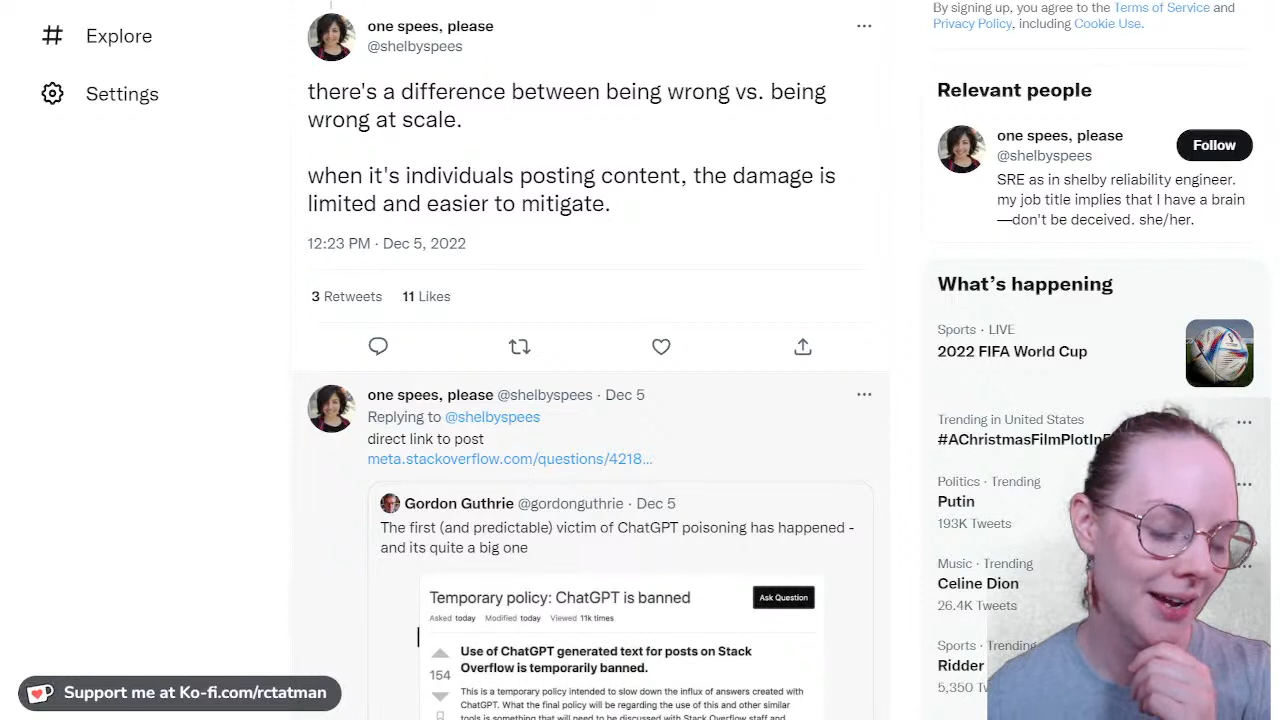 Explore
Settings
one spees, please
@shelbyspees
there's a difference between being wrong vs. being
wrong at scale.
when it's individuals posting content, the damage is
limited and easier to mitigate.
12:23 PM · Dec 5, 2022
3 Retweets 11 Likes
one spees, please @shelbyspees · Dec 5
Replying to @shelbyspees
direct link to post
meta.stackoverflow.com/questions/4218...
Gordon Guthrie @gordonguthrie · Dec 5
The first (and predictable) victim of ChatGPT poisoning has happened -
and its quite a big one
Temporary policy: ChatGPT is banned
Ask Question
Asked today Modified today Viewed 11k times
154
Use of ChatGPT generated text for posts on Stack
Overflow is temporarily banned.
This is a temporary policy intended to slow down the influx of answers created with
ChatGPT. What the final policy will be regarding the use of this and other similar
tools is something that will need to be discussed with Stack Overflow staff and
Support me at Ko-fi.com/rctatman
By signing up, you agree to the Terms of Service and
Privacy Policy, including Cookie Use.
Relevant people
one spees, please
@shelbyspees
Follow
SRE as in shelby reliability engineer.
my job title implies that I have a brain
—don't be deceived. she/her.
What's happening
Sports · LIVE
2022 FIFA World Cup
Trending in United States
#AChristmasFilmPlotIn
Politics · Trending
Putin
193K Tweets
Music · Trending
Celine Dion
26.4K Tweets
Sports · Trending
Ridder
5,350